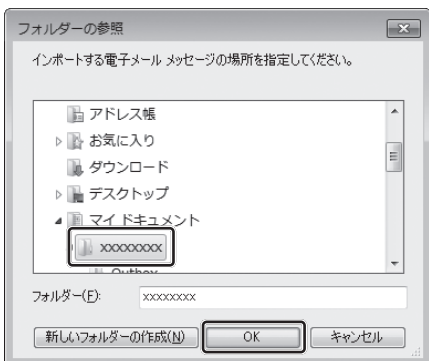 フォルダーの参照
インポートする電子メール メッセージの場所を指定してください。
アドレス帳
お気に入り
ダウンロード
デスクトップ
マイ ドキュメント
xxxxxxxx
Outbox
フォルダー(F): xxxxxxxx
新しいフォルダーの作成(N) OK キャンセル